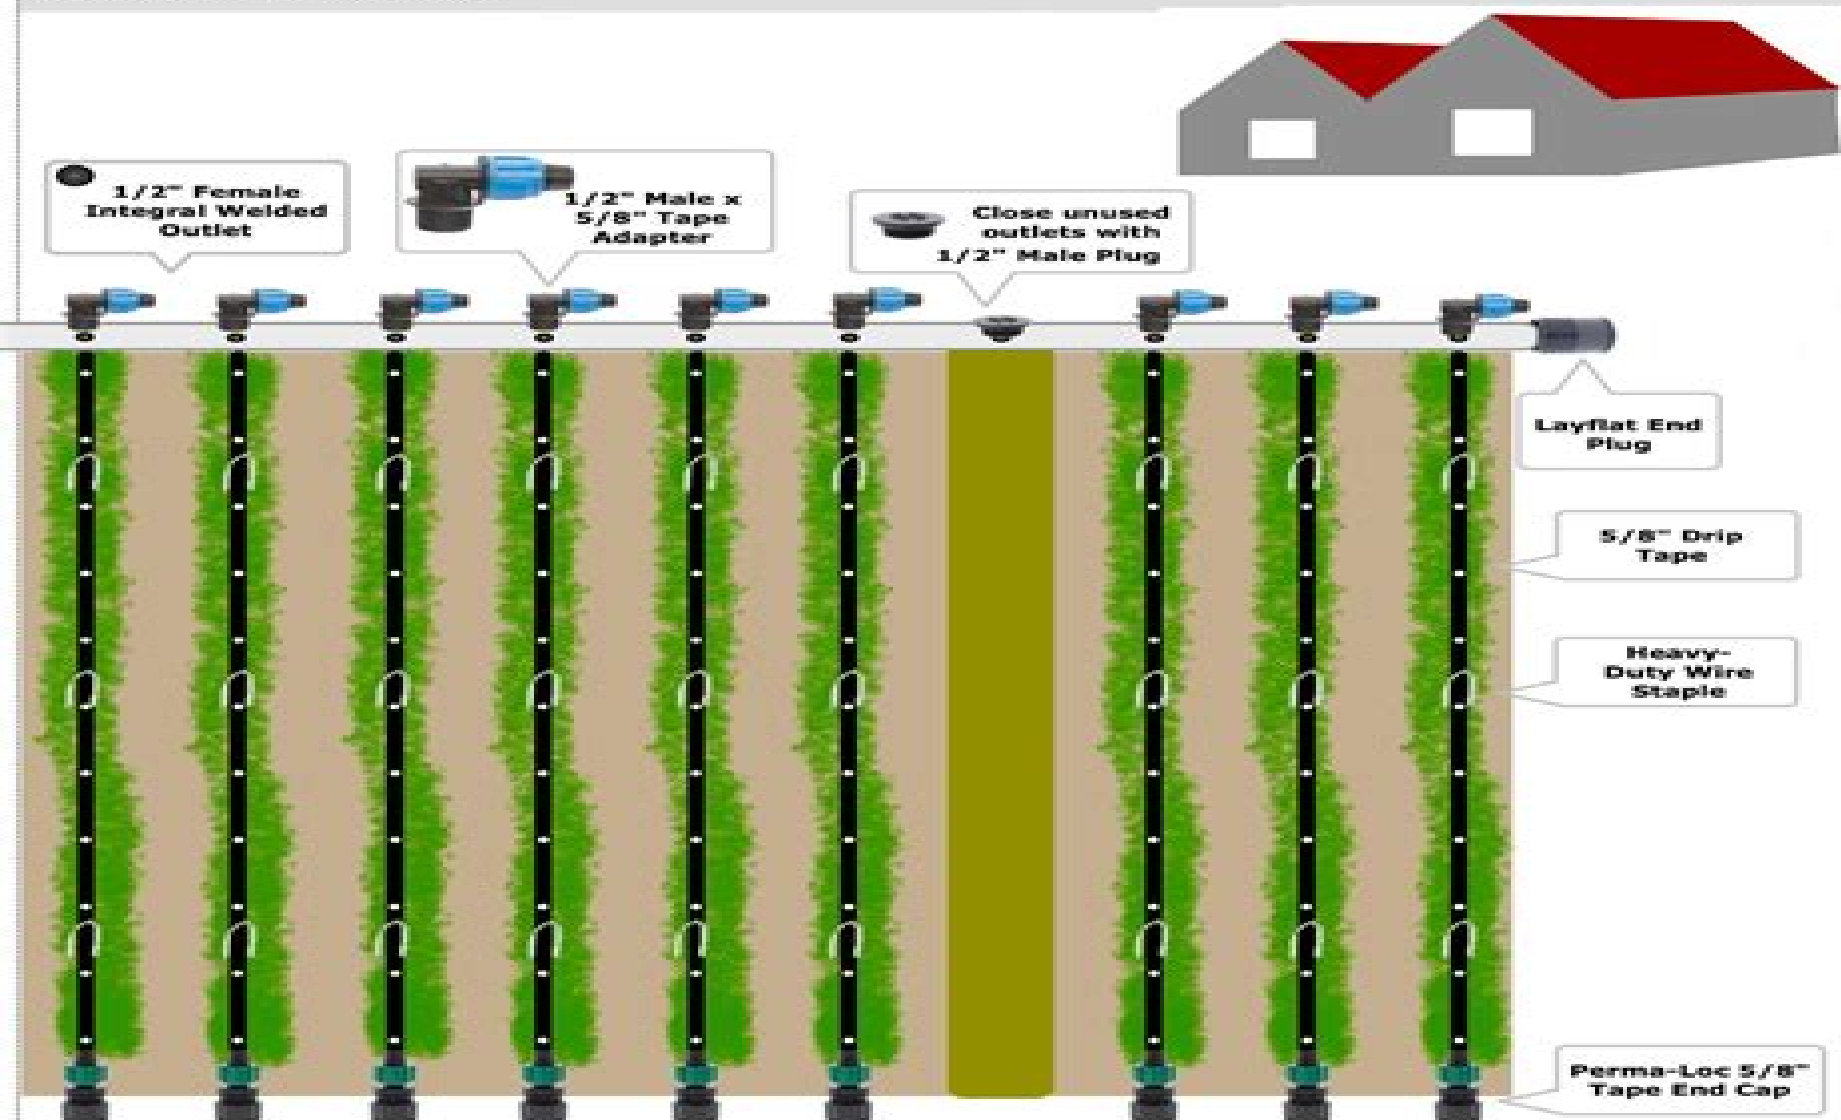 1/2" Female
Integral Welded
Outlet
1/2" Male x
5/8" Tape
Adapter
Close unused
outlets with
1/2" Male Plug
Layflat End
Plug
5/8" Drip
Tape
Heavy-
Duty Wire
Staple
Perma-Loc 5/8"
Tape End Cap